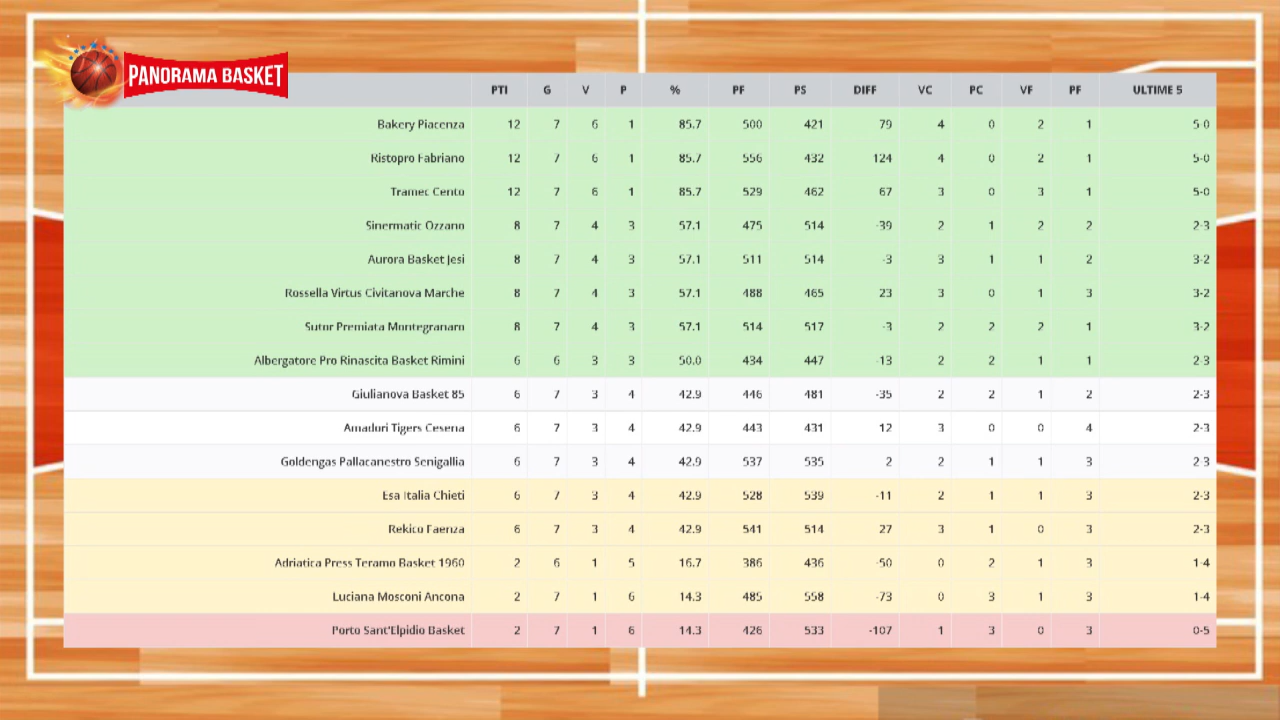 PANORAMA BASKET
PTI G V P % PF PS DIFF VC PC VF PF ULTIME 5
Bakery Piacenza 12 7 6 1 85.7 500 421 79 4 0 2 1 5-0
Ristopro Fabriano 12 7 6 1 85.7 556 432 124 4 0 2 1 5-0
Tramec Cento 12 7 6 1 85.7 529 462 67 3 0 3 1 5-0
Sinermatic Ozzano 8 7 4 3 57.1 475 514 -39 2 1 2 2 2-3
Aurora Basket Jesi 8 7 4 3 57.1 511 514 -3 3 1 1 2 3-2
Rossella Virtus Civitanova Marche 8 7 4 3 57.1 488 465 23 3 0 1 3 3-2
Sutor Premiata Montegranaro 8 7 4 3 57.1 514 517 -3 2 2 2 1 3-2
Albergatore Pro Rinascita Basket Rimini 6 6 3 3 50.0 434 447 -13 2 2 1 1 2-3
Giulianova Basket 85 6 7 3 4 42.9 446 481 -35 2 2 1 2 2-3
Amaduri Tigers Cesena 6 7 3 4 42.9 443 431 12 3 0 0 4 2-3
Goldengas Pallacanestro Senigallia 6 7 3 4 42.9 537 535 2 2 1 1 3 2-3
Esa Italia Chieti 6 7 3 4 42.9 528 539 -11 2 1 1 3 2-3
Rekico Faenza 6 7 3 4 42.9 541 514 27 3 1 0 3 2-3
Adriatica Press Teramo Basket 1960 2 6 1 5 16.7 386 436 -50 0 2 1 3 1-4
Luciana Mosconi Ancona 2 7 1 6 14.3 485 558 -73 0 3 1 3 1-4
Porto Sant'Elpidio Basket 2 7 1 6 14.3 426 533 -107 1 3 0 3 0-5